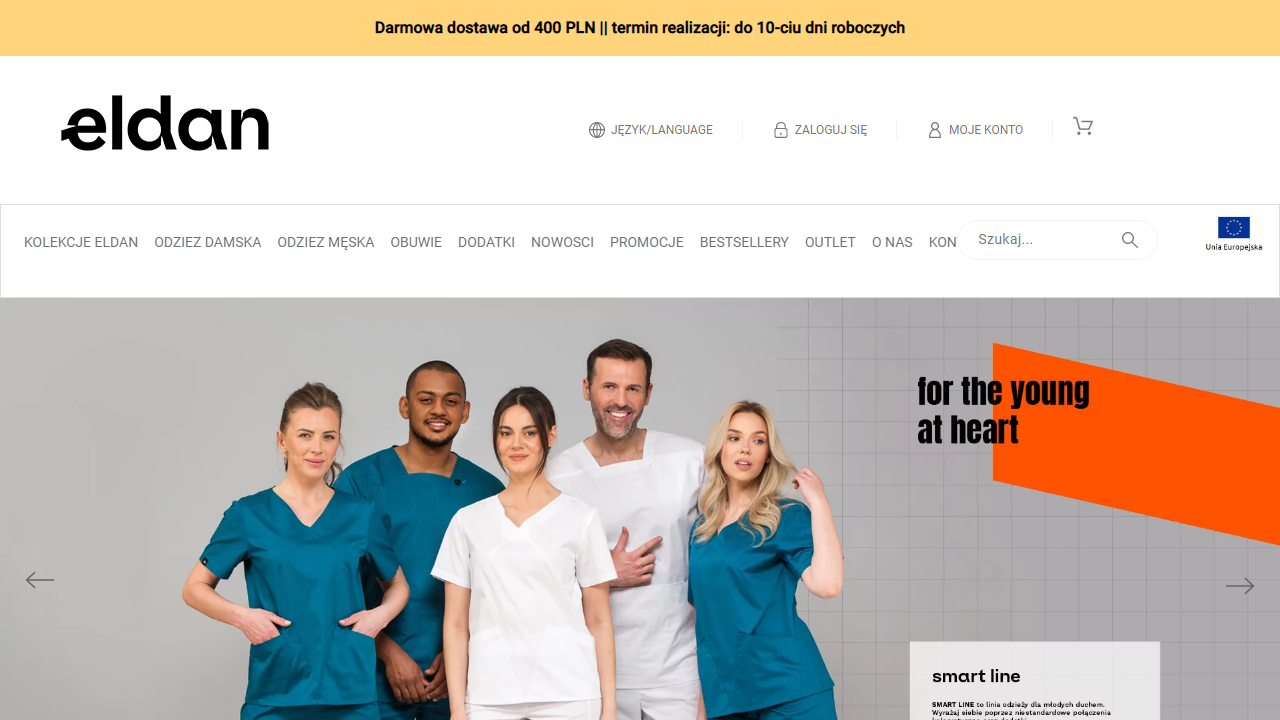 Darmowa dostawa od 400 PLN || termin realizacji: do 10-ciu dni roboczych
eldan
JĘZYK/LANGUAGE
ZALOGUJ SIĘ
MOJE KONTO
KOLEKCJE ELDAN
ODZIEZ DAMSKA
ODZIEZ MĘSKA
OBUWIE
DODATKI
NOWOSCI
PROMOCJE
BESTSELLERY
OUTLET
O NAS
KON
Szukaj...
Unia Europejska
for the young
at heart
smart line
SMART LINE to linia odzieży dla młodych duchem.
Wyrażaj siebie poprzez niestandardowe połączenia